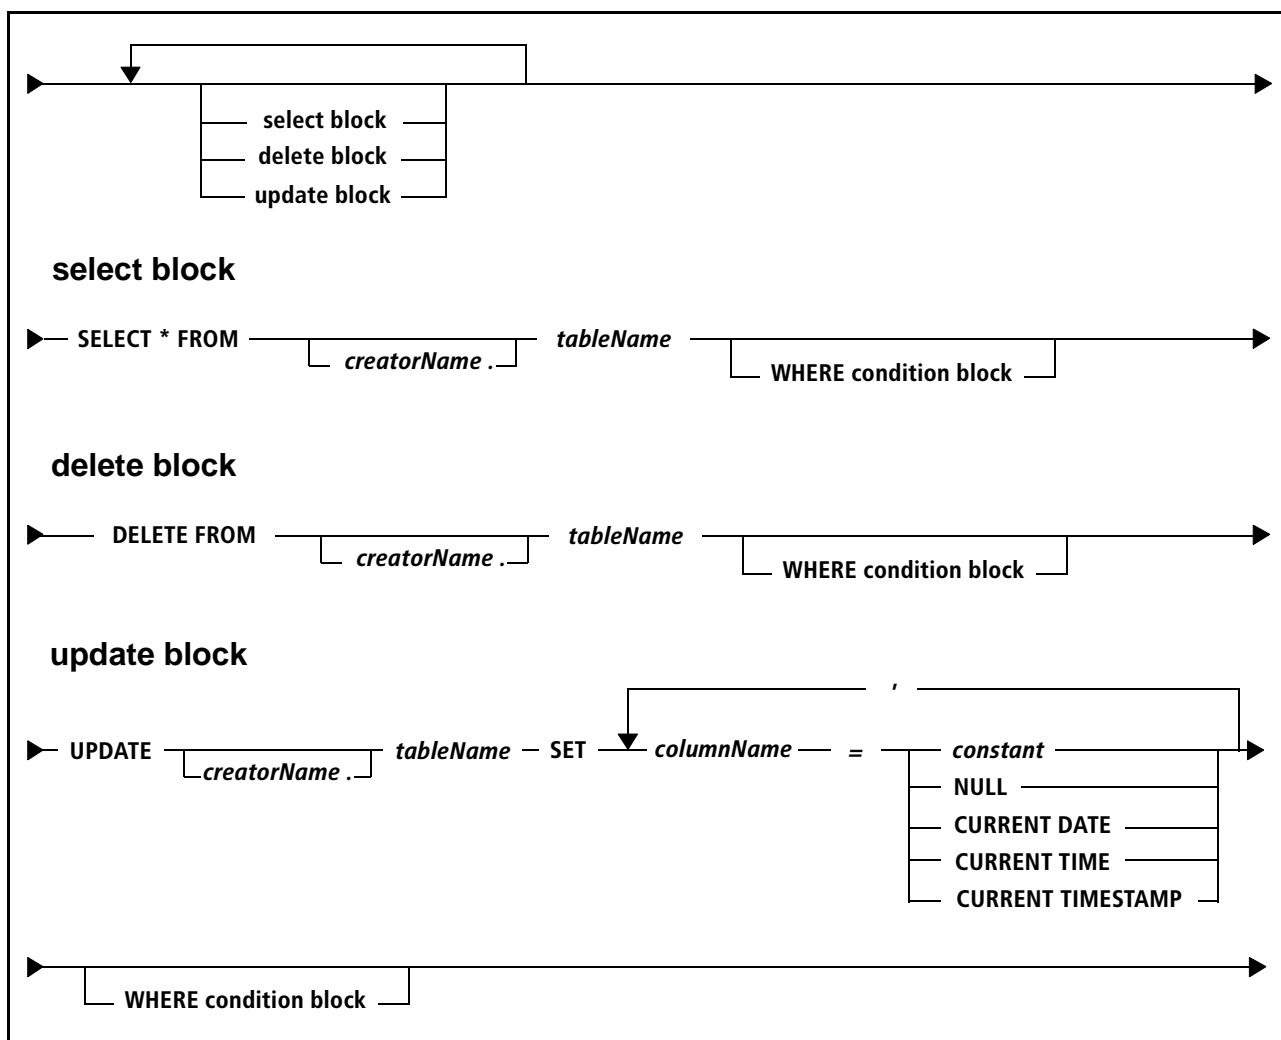 select block
delete block
update block
select block
SELECT * FROM creatorName . tableName WHERE condition block
delete block
DELETE FROM creatorName . tableName WHERE condition block
update block
,
UPDATE creatorName . tableName SET columnName = constant
NULL
CURRENT DATE
CURRENT TIME
CURRENT TIMESTAMP
WHERE condition block